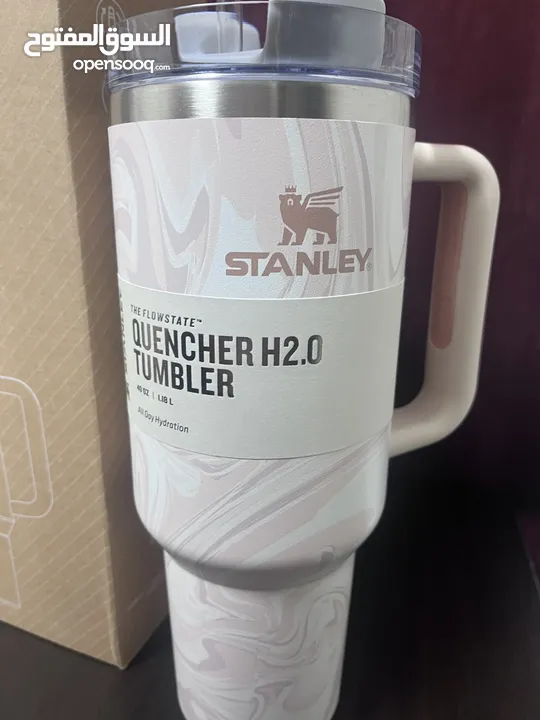 السوق المفتوح
opensooq.com
STANLEY
THE FLOWSTATE™
QUENCHER H2.0
TUMBLER
40 OZ | 1.18 L
All Day Hydration